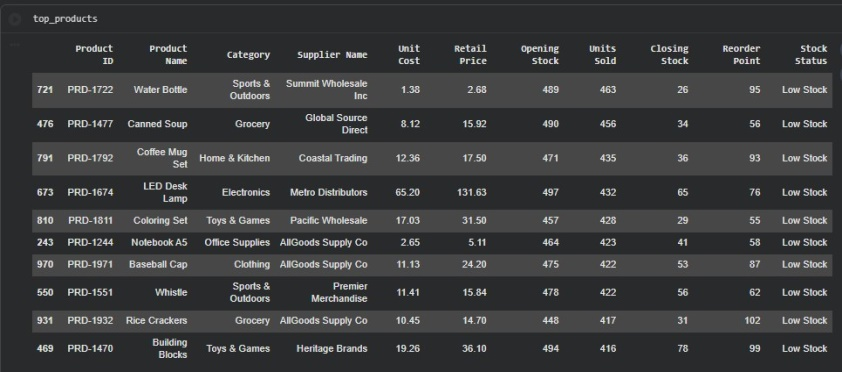 top_products
Product ID Product Name Category Supplier Name Unit Cost Retail Price Opening Stock Units Sold Closing Stock Reorder Point Stock Status
721 PRD-1722 Water Bottle Sports & Outdoors Summit Wholesale Inc 1.38 2.68 489 463 26 95 Low Stock
476 PRD-1477 Canned Soup Grocery Global Source Direct 8.12 15.92 490 456 34 56 Low Stock
791 PRD-1792 Coffee Mug Set Home & Kitchen Coastal Trading 12.36 17.50 471 435 36 93 Low Stock
673 PRD-1674 LED Desk Lamp Electronics Metro Distributors 65.20 131.63 497 432 65 76 Low Stock
810 PRD-1811 Coloring Set Toys & Games Pacific Wholesale 17.03 31.50 457 428 29 55 Low Stock
243 PRD-1244 Notebook A5 Office Supplies AllGoods Supply Co 2.65 5.11 464 423 41 58 Low Stock
970 PRD-1971 Baseball Cap Clothing AllGoods Supply Co 11.13 24.20 475 422 53 87 Low Stock
550 PRD-1551 Whistle Sports & Outdoors Premier Merchandise 11.41 15.84 478 422 56 62 Low Stock
931 PRD-1932 Rice Crackers Grocery AllGoods Supply Co 10.45 14.70 448 417 31 102 Low Stock
469 PRD-1470 Building Blocks Toys & Games Heritage Brands 19.26 36.10 494 416 78 99 Low Stock